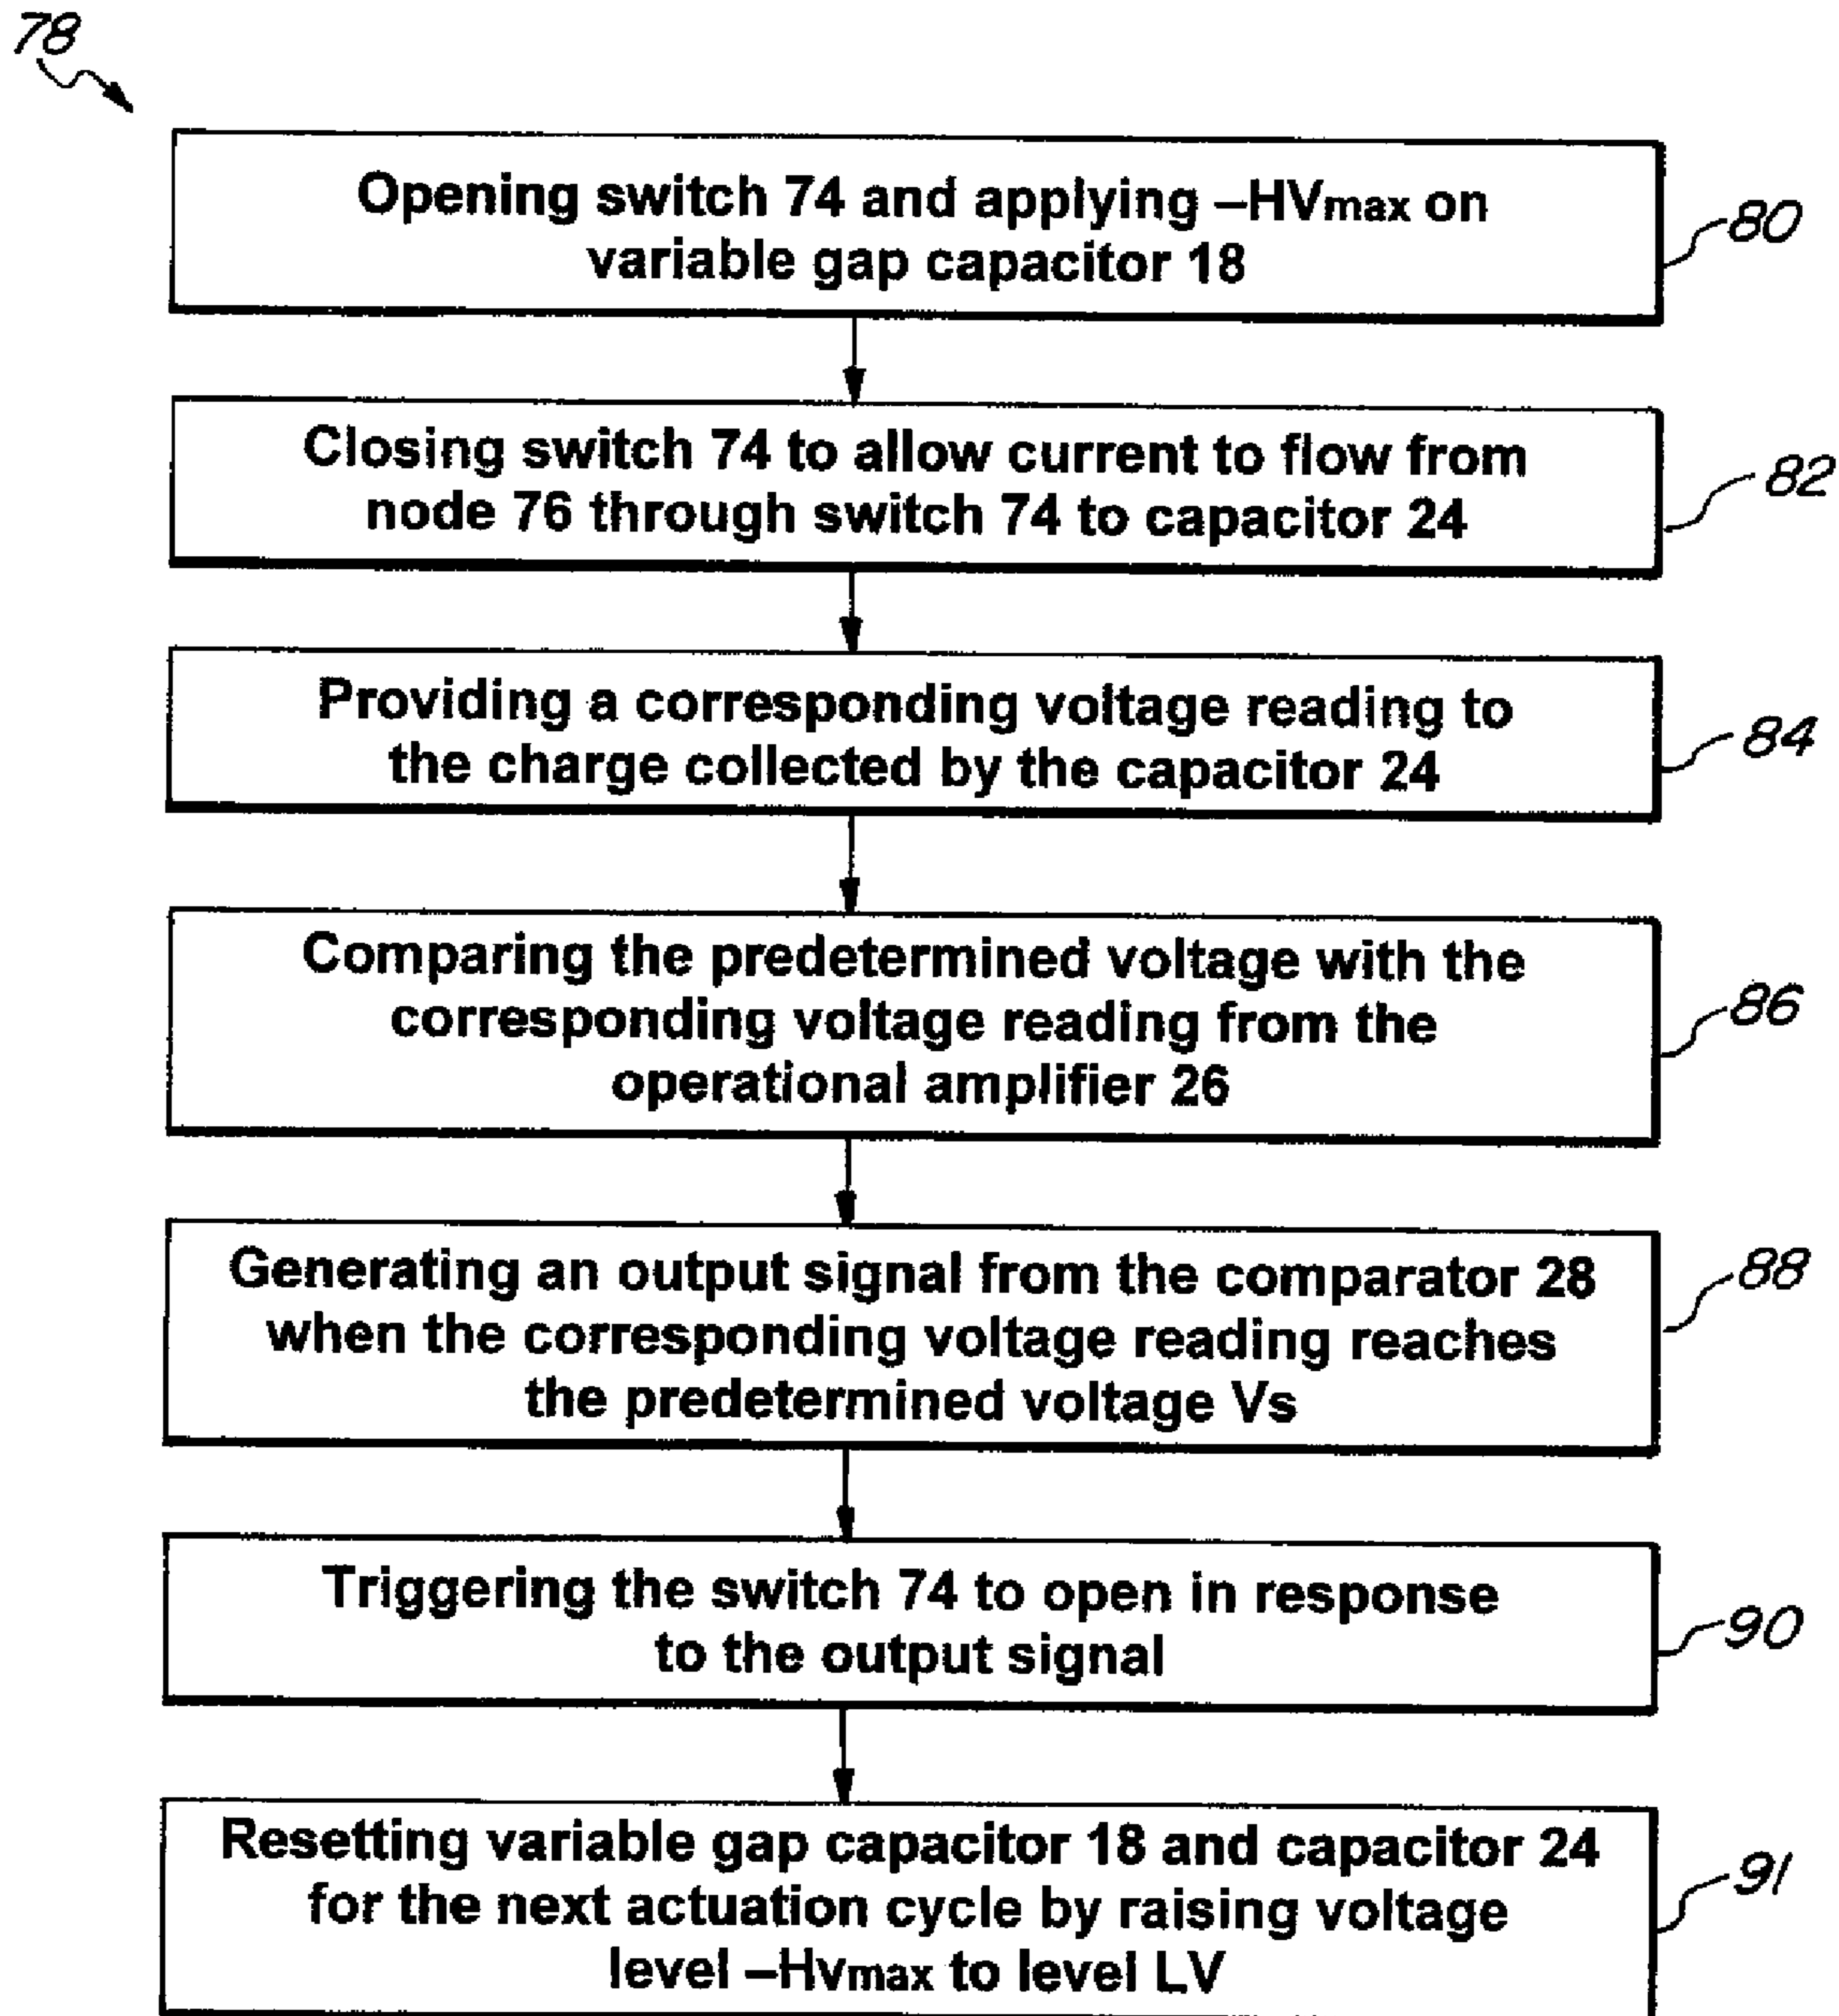 78
Opening switch 74 and applying –HVmax on
variable gap capacitor 18
80
Closing switch 74 to allow current to flow from
node 76 through switch 74 to capacitor 24
82
Providing a corresponding voltage reading to
the charge collected by the capacitor 24
84
Comparing the predetermined voltage with the
corresponding voltage reading from the
operational amplifier 26
86
Generating an output signal from the comparator 28
when the corresponding voltage reading reaches
the predetermined voltage Vs
88
Triggering the switch 74 to open in response
to the output signal
90
Resetting variable gap capacitor 18 and capacitor 24
for the next actuation cycle by raising voltage
level –Hvmax to level LV
91